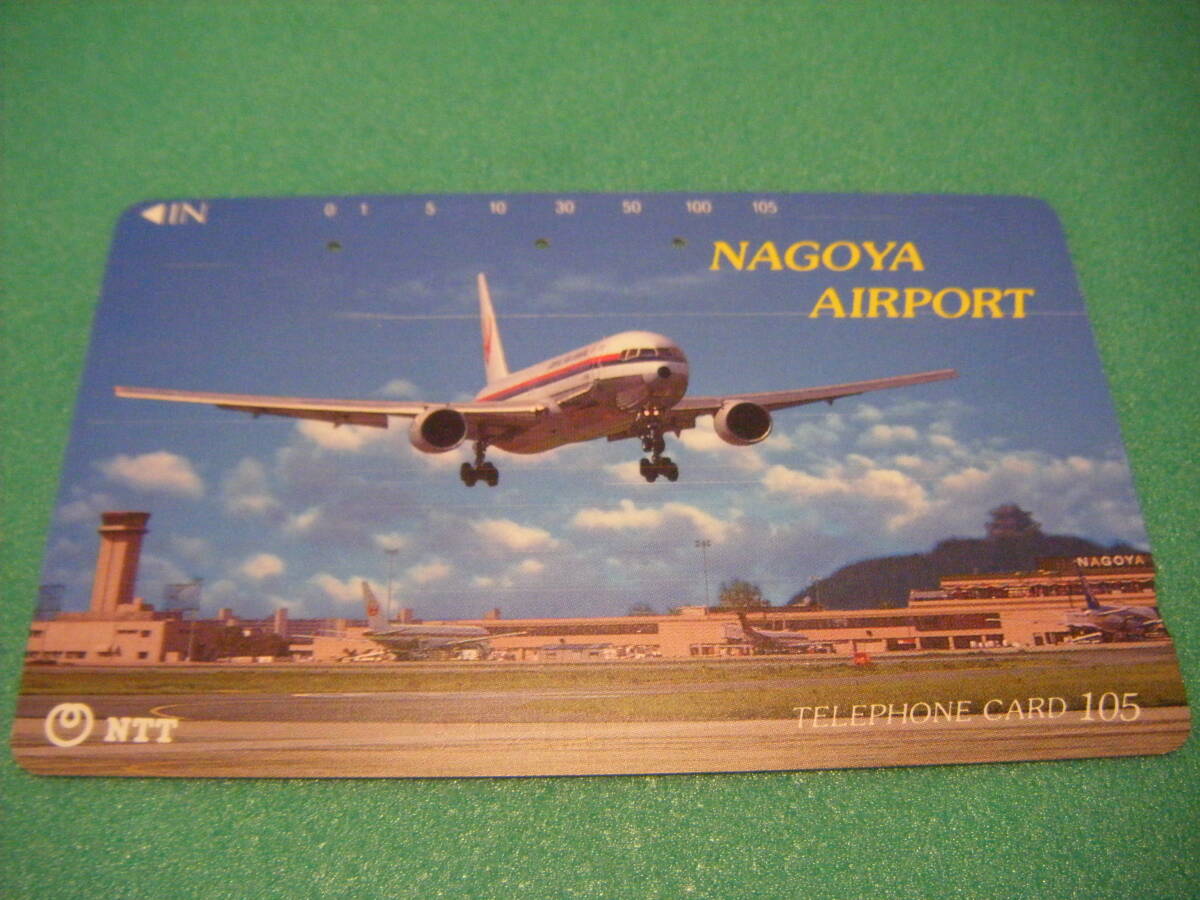 ◀IN 0 1 5 10 30 50 100 105
NAGOYA
AIRPORT
NAGOYA
TELEPHONE CARD 105
NTT